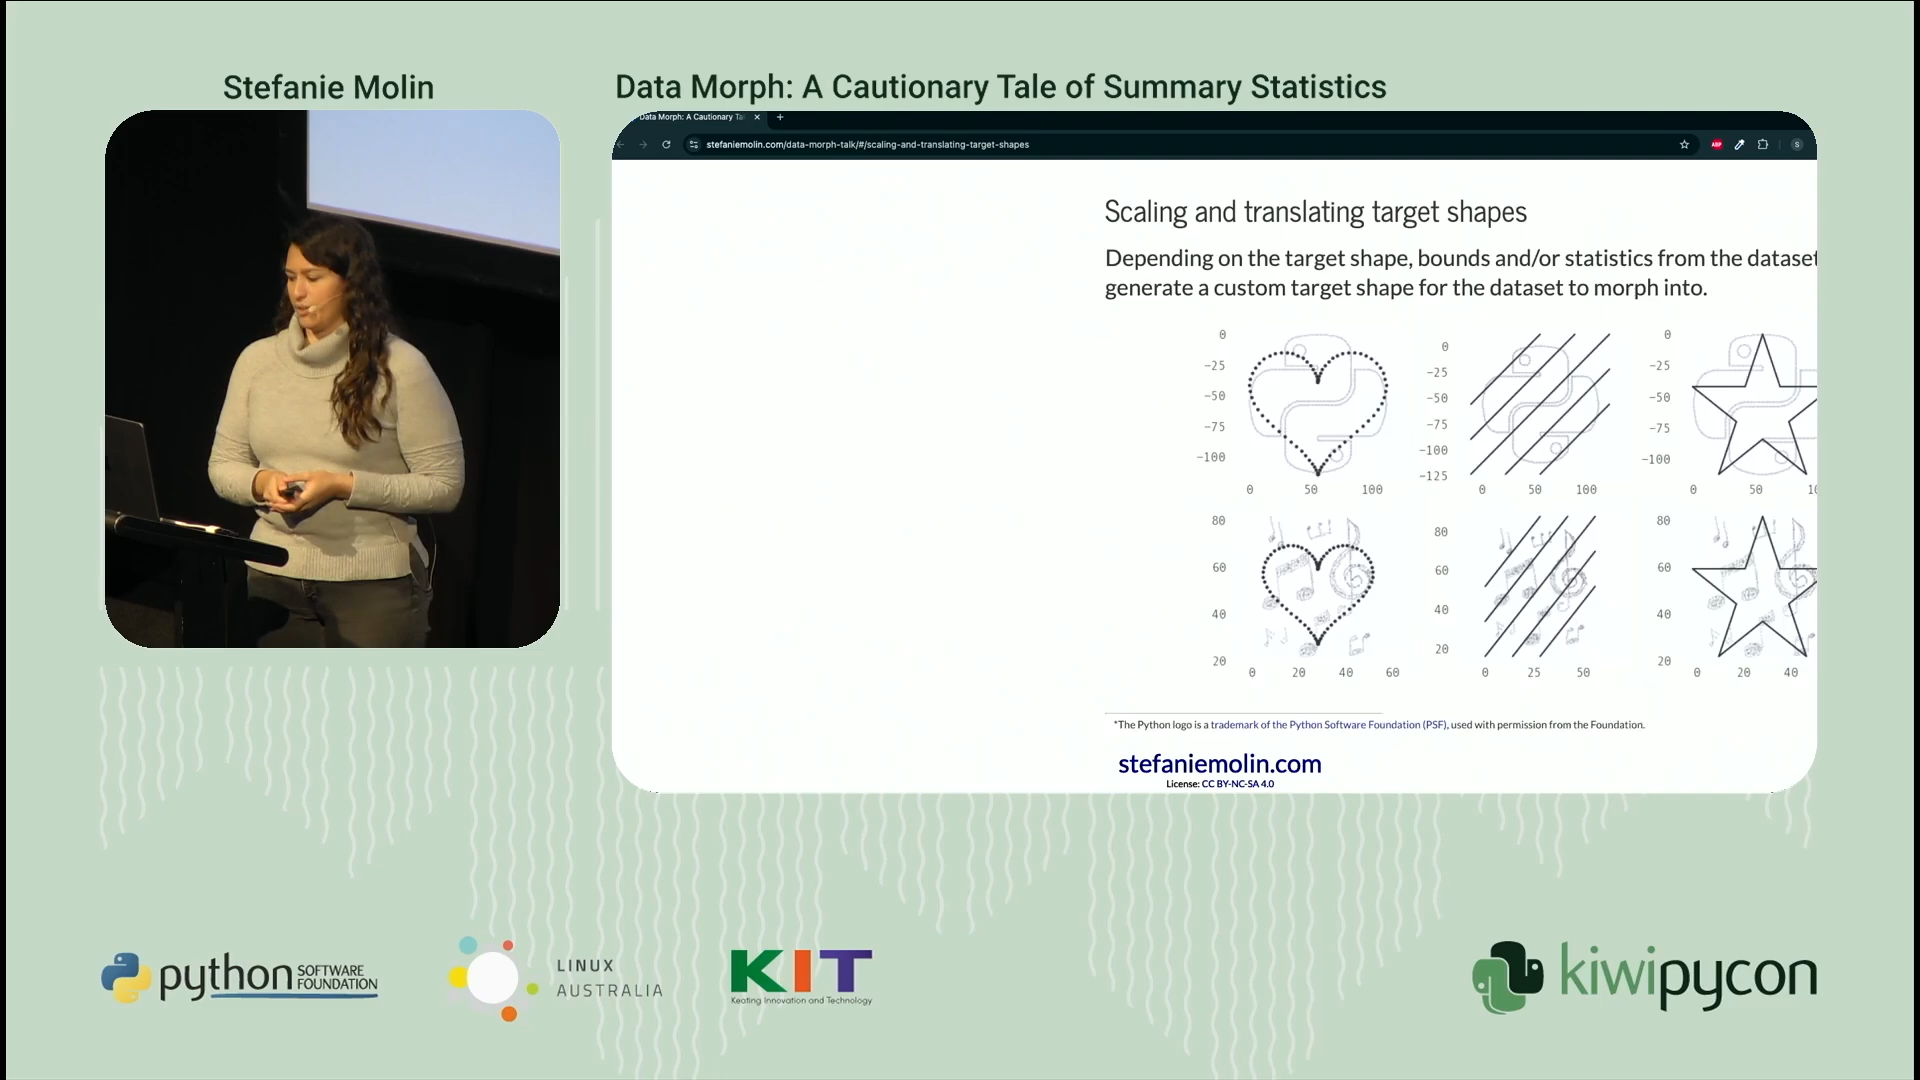 Stefanie Molin
Data Morph: A Cautionary Tale of Summary Statistics
Data Morph: A Cautionary Ta
stefaniemolin.com/data-morph-talk/#/scaling-and-translating-target-shapes
ABP
S
Scaling and translating target shapes
Depending on the target shape, bounds and/or statistics from the dataset
generate a custom target shape for the dataset to morph into.
0
-25
-50
-75
-100
0 50 100
0
-25
-50
-75
-100
-125
0 50 100
0
-25
-50
-75
-100
0 50
80
60
40
20
0 20 40 60
80
60
40
20
0 25 50
80
60
40
20
0 20 40
*The Python logo is a trademark of the Python Software Foundation (PSF), used with permission from the Foundation.
stefaniemolin.com
License: CC BY-NC-SA 4.0
python SOFTWARE
FOUNDATION
LINUX
AUSTRALIA
KIT
Keating Innovation and Technology
kiwipycon